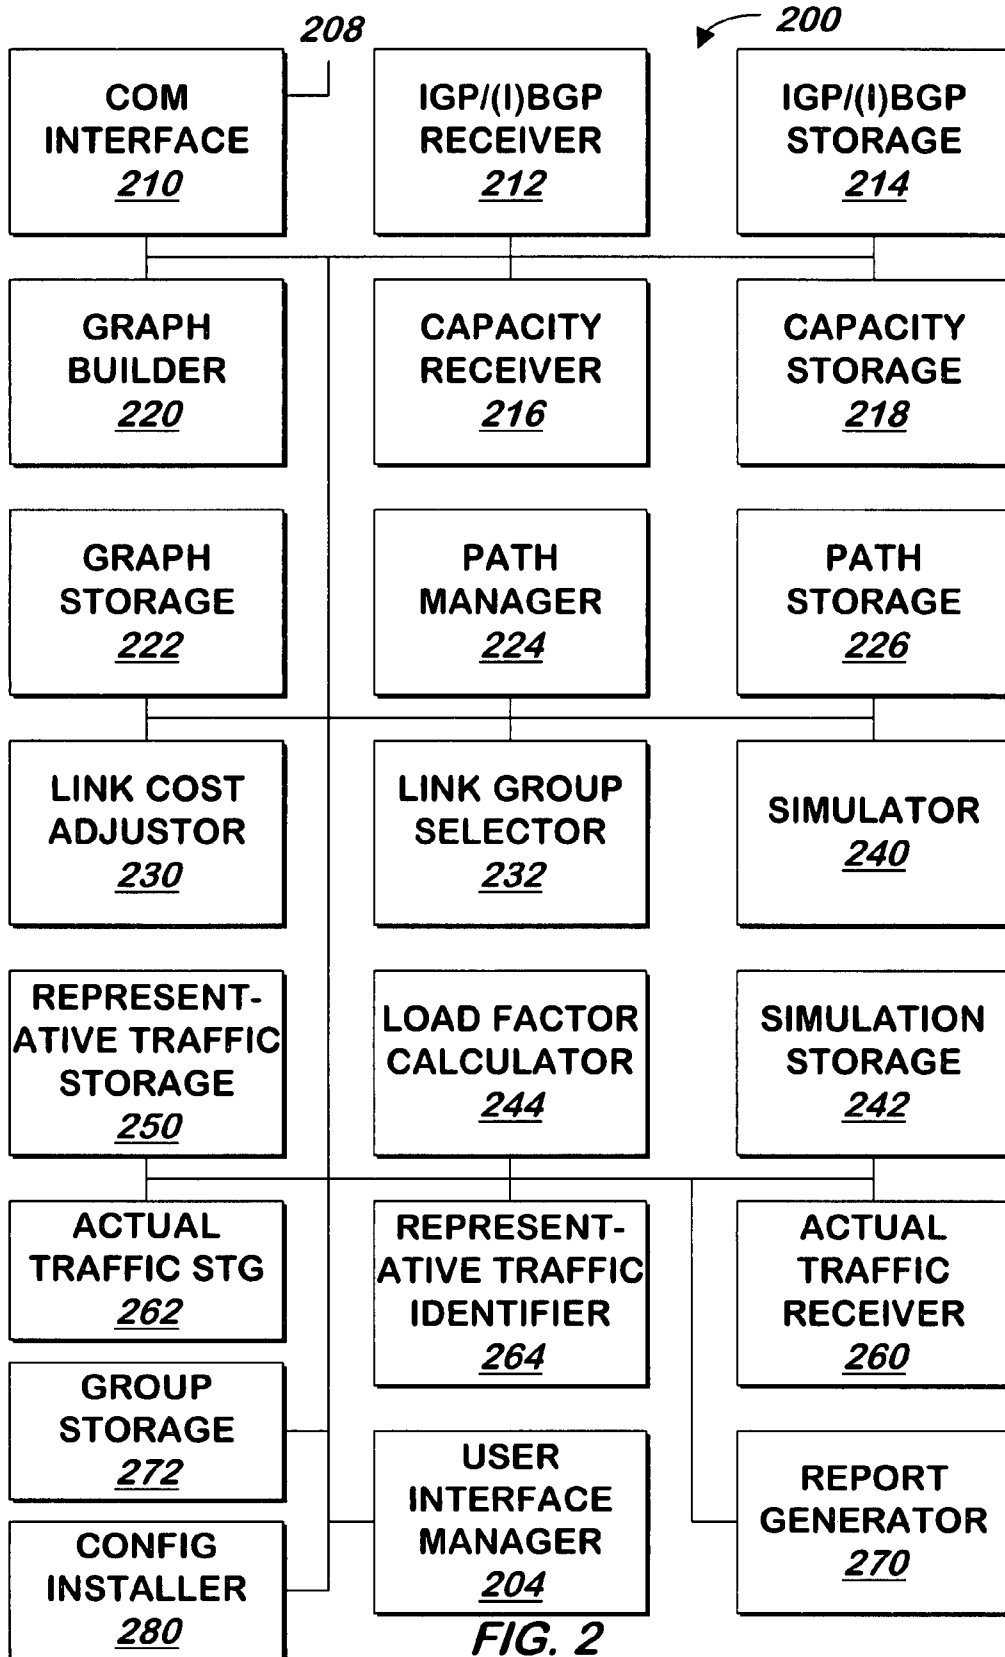 208
200
COM
INTERFACE
210
IGP/(I)BGP
RECEIVER
212
IGP/(I)BGP
STORAGE
214
GRAPH
BUILDER
220
CAPACITY
RECEIVER
216
CAPACITY
STORAGE
218
GRAPH
STORAGE
222
PATH
MANAGER
224
PATH
STORAGE
226
LINK COST
ADJUSTOR
230
LINK GROUP
SELECTOR
232
SIMULATOR
240
REPRESENT-
ATIVE TRAFFIC
STORAGE
250
LOAD FACTOR
CALCULATOR
244
SIMULATION
STORAGE
242
ACTUAL
TRAFFIC STG
262
REPRESENT-
ATIVE TRAFFIC
IDENTIFIER
264
ACTUAL
TRAFFIC
RECEIVER
260
GROUP
STORAGE
272
USER
INTERFACE
MANAGER
204
REPORT
GENERATOR
270
CONFIG
INSTALLER
280
FIG. 2